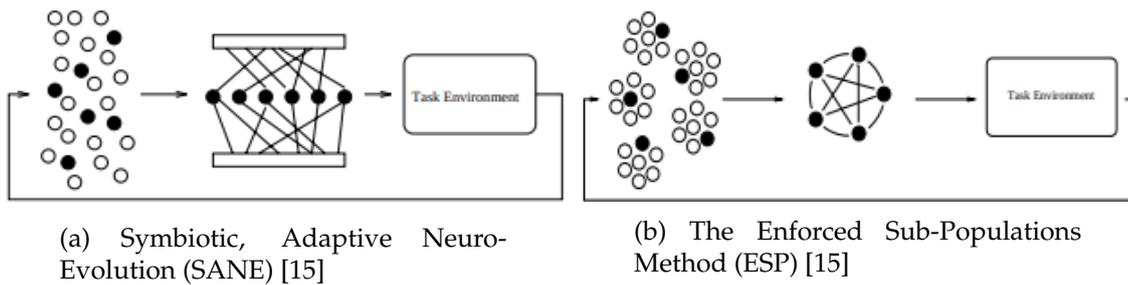 Task Environment
Task Environment
(a) Symbiotic, Adaptive Neuro-
Evolution (SANE) [15]
(b) The Enforced Sub-Populations
Method (ESP) [15]